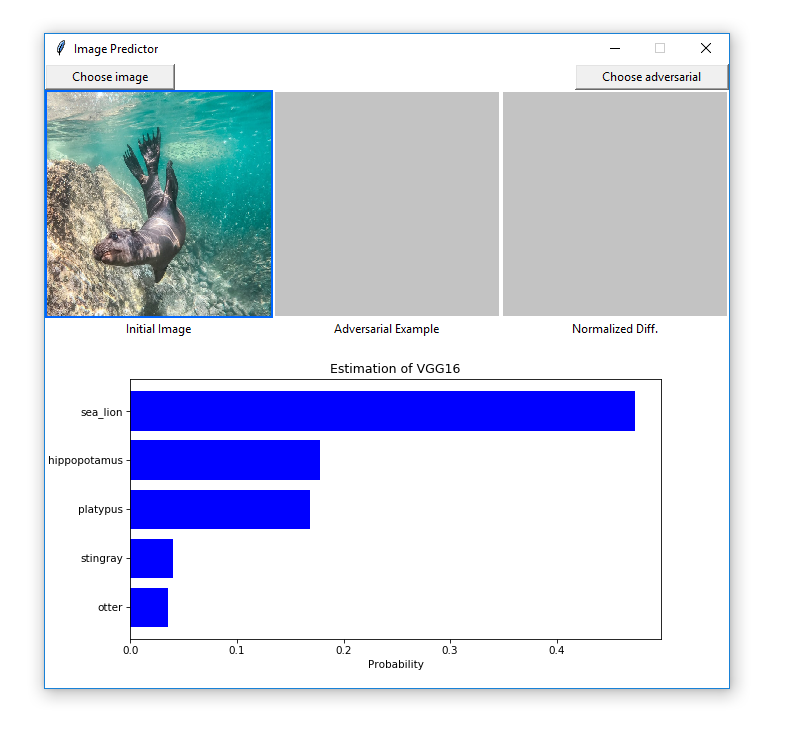 Image Predictor
Choose image
Choose adversarial
Initial Image
Adversarial Example
Normalized Diff.
Estimation of VGG16
sea_lion
hippopotamus
platypus
stingray
otter
0.0 0.1 0.2 0.3 0.4
Probability